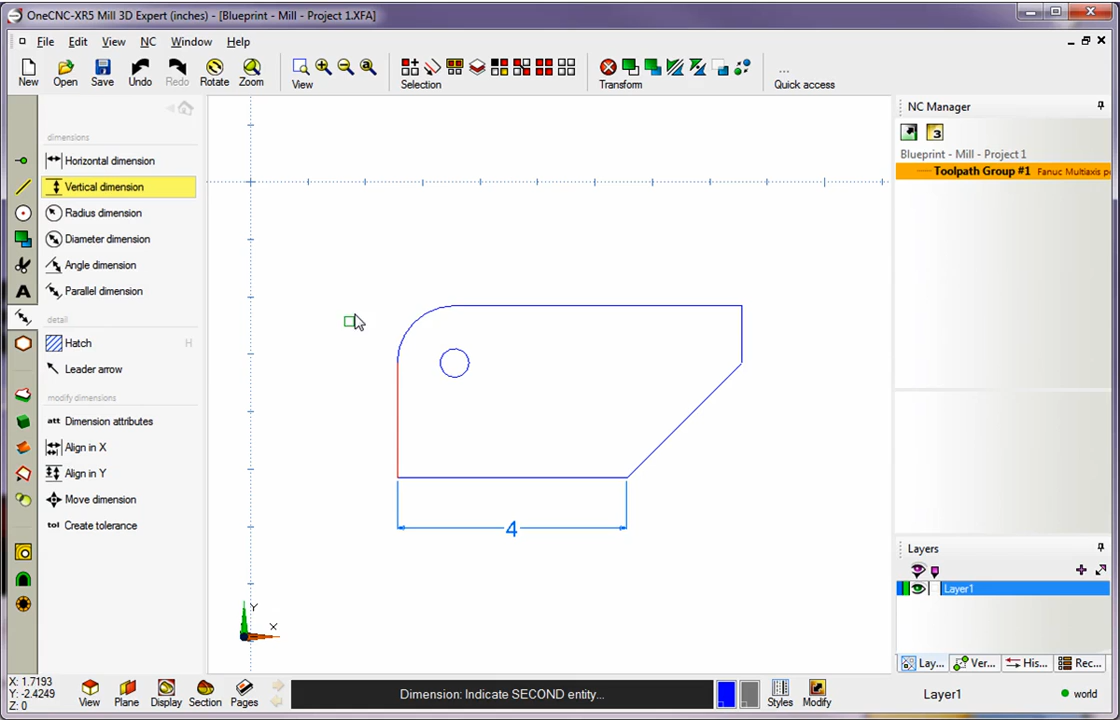 OneCNC-XR5 Mill 3D Expert (inches) - [Blueprint - Mill - Project 1.XFA]
File Edit View NC Window Help
New Open Save Undo Redo Rotate Zoom View Selection Transform Quick access
dimensions
Horizontal dimension
Vertical dimension
Radius dimension
Diameter dimension
Angle dimension
Parallel dimension
detail
Hatch H
Leader arrow
modify dimensions
att Dimension attributes
Align in X
Align in Y
Move dimension
tol Create tolerance
A
4
Y
X
NC Manager
3
Blueprint - Mill - Project 1
Toolpath Group #1 Fanuc Multiaxis p
Layers
Layer1
Lay... Ver... His... Rec...
X: 1.7193
Y: -2.4249
Z: 0
View Plane Display Section Pages
Dimension: Indicate SECOND entity...
Styles Modify
Layer1
world